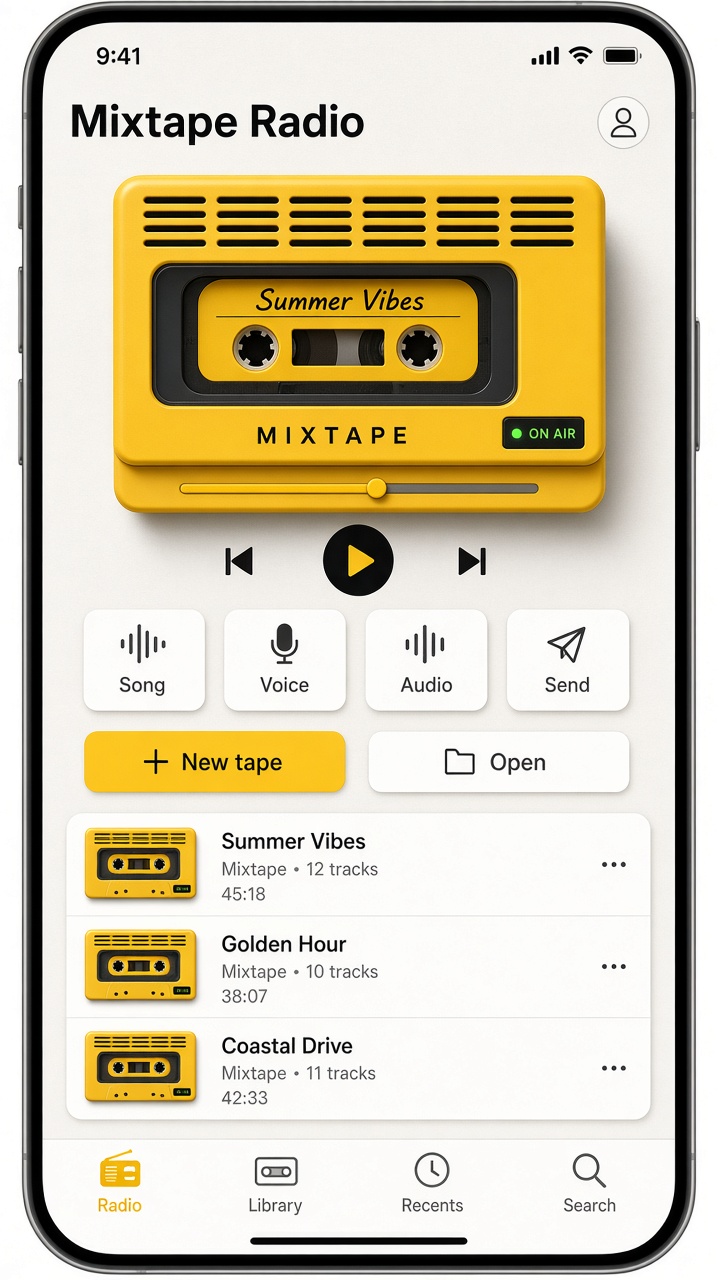 9:41
Mixtape Radio
Summer Vibes
MIXTAPE
ON AIR
Song
Voice
Audio
Send
New tape
Open
Summer Vibes
Mixtape • 12 tracks
45:18
Golden Hour
Mixtape • 10 tracks
38:07
Coastal Drive
Mixtape • 11 tracks
42:33
Radio
Library
Recents
Search